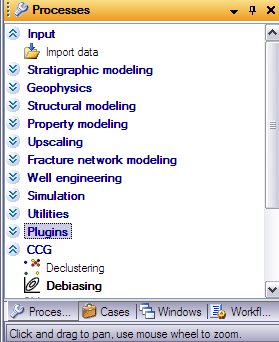 Processes
Input
Import data
Stratigraphic modeling
Geophysics
Structural modeling
Property modeling
Upscaling
Fracture network modeling
Well engineering
Simulation
Utilities
Plugins
CCG
Declustering
Debiasing
Proces... Cases Windows Workfl...
Click and drag to pan, use mouse wheel to zoom.